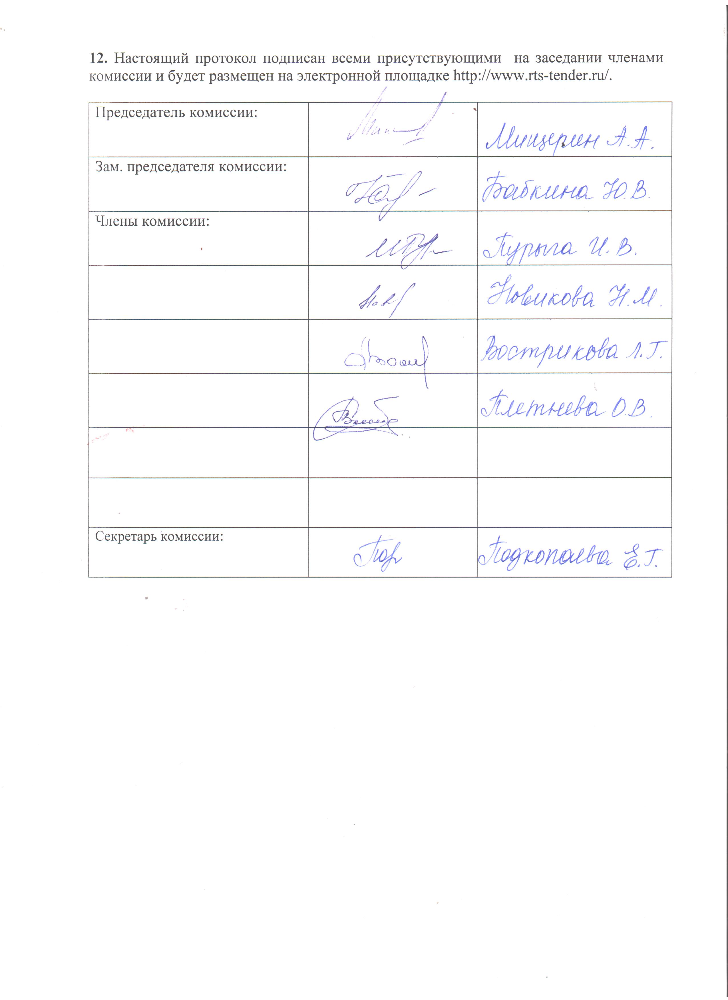 12. Настоящий протокол подписан всеми присутствующими на заседании членами
комиссии и будет размещен на электронной площадке http://www.rts-tender.ru/.
Председатель комиссии:
Мищерин А.А.
Зам. председателя комиссии:
Бабкина Ю.В.
Члены комиссии:
Пурыга И.В.
Новикова Н.М.
Вострикова Л.Г.
Плетнева О.В.
Секретарь комиссии:
Подкопаева Е.Г.